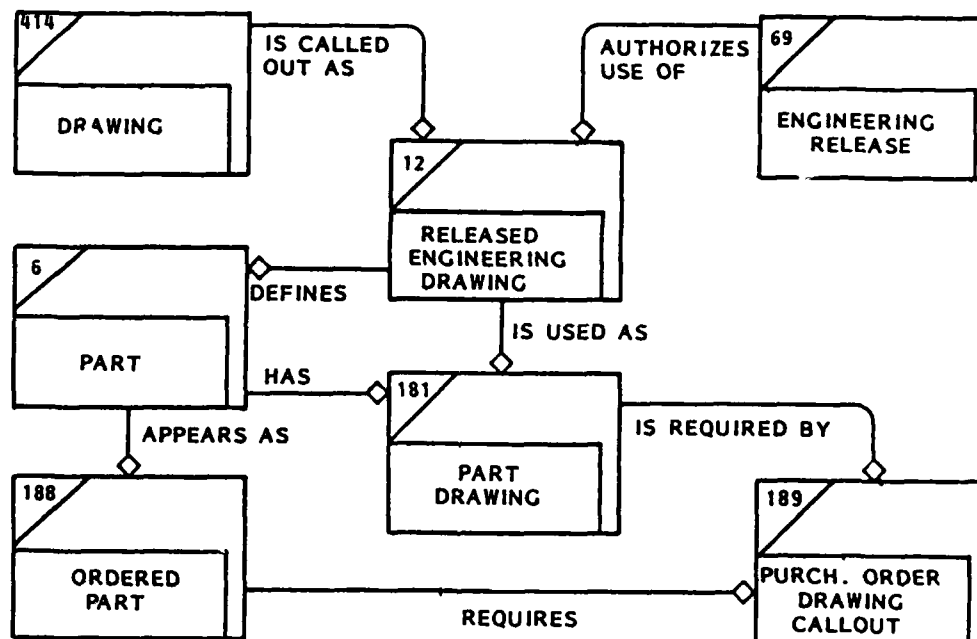 414
IS CALLED
OUT AS
DRAWING
AUTHORIZES
USE OF
69
ENGINEERING
RELEASE
12
RELEASED
ENGINEERING
DRAWING
6
DEFINES
PART
IS USED AS
HAS
181
APPEARS AS
IS REQUIRED BY
PART
DRAWING
188
ORDERED
PART
189
PURCH. ORDER
DRAWING
CALLOUT
REQUIRES